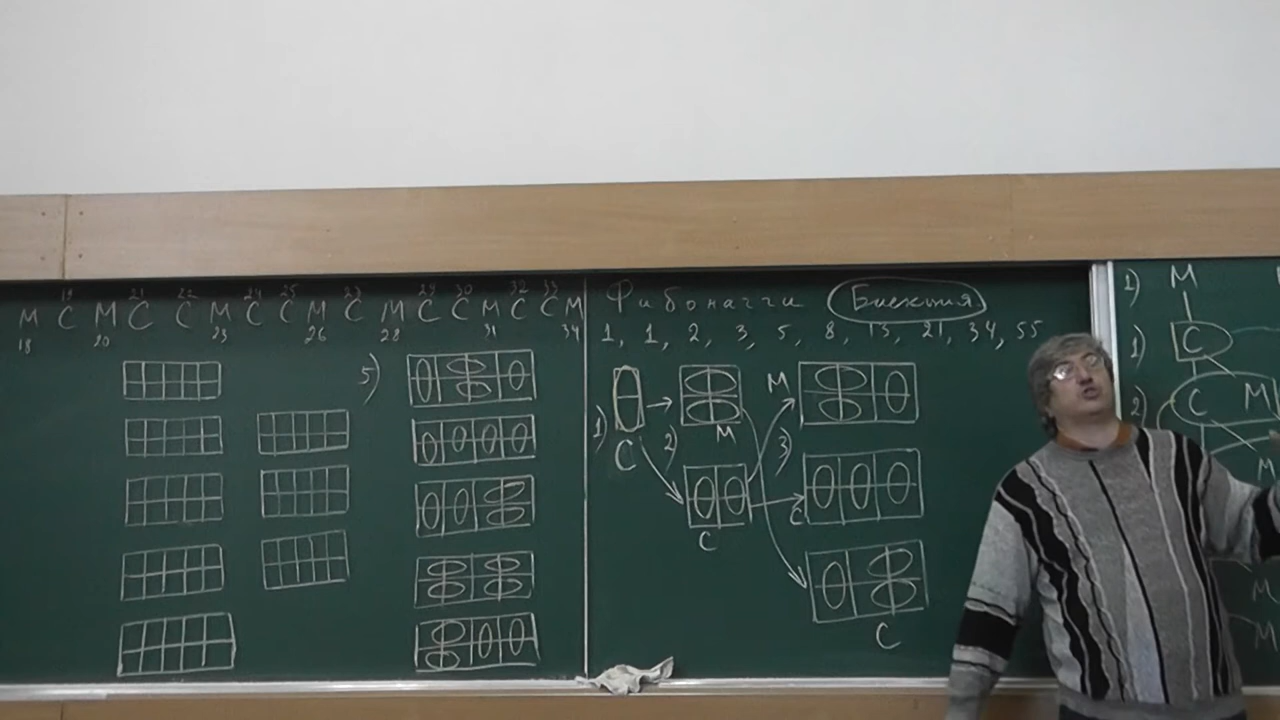 19 21 22 24 25 27 29 30 32 33
М С М С С М С С М С М С С М С С М
18 20 23 26 28 31 34
5)
Фибоначчи Биекция
1, 1, 2, 3, 5, 8, 13, 21, 34, 55
1) С
2) М
С
М
3)
С
С
1) М
1) С
2) С М
М
М
М